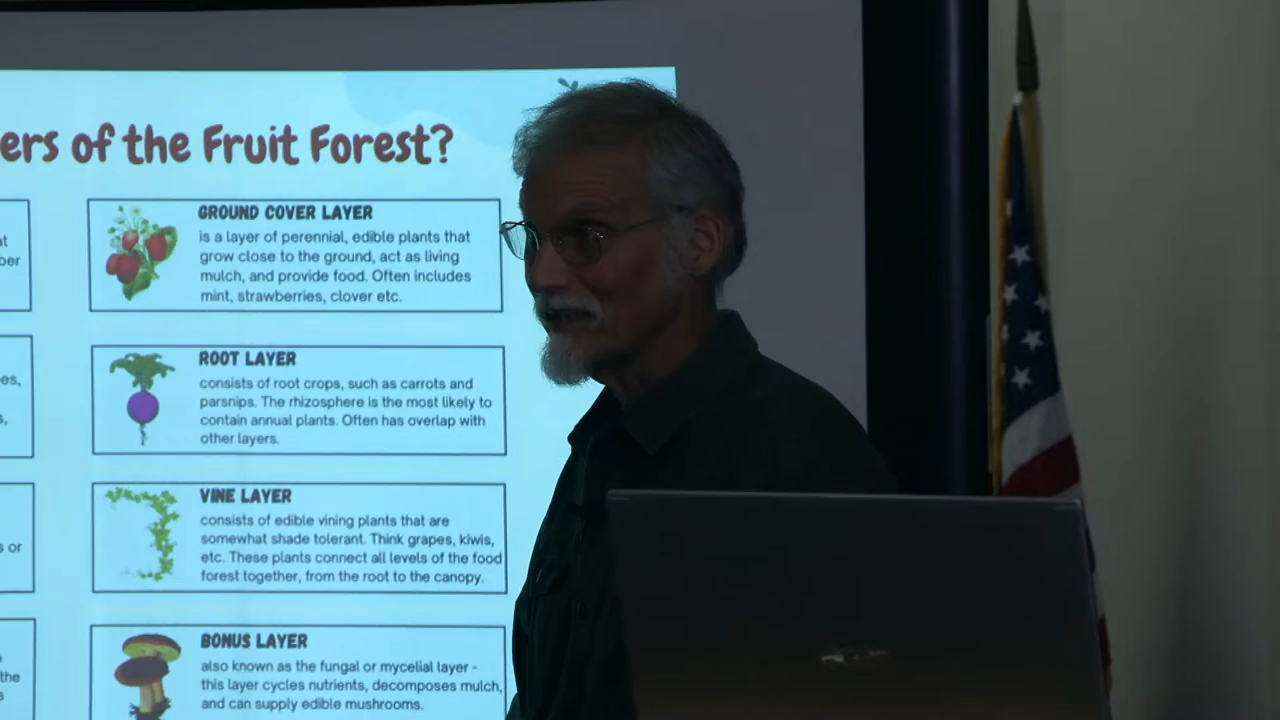 ers of the Fruit Forest?
GROUND COVER LAYER
is a layer of perennial, edible plants that
grow close to the ground, act as living
mulch, and provide food. Often includes
mint, strawberries, clover etc.
ROOT LAYER
consists of root crops, such as carrots and
parsnips. The rhizosphere is the most likely to
contain annual plants. Often has overlap with
other layers.
VINE LAYER
consists of edible vining plants that are
somewhat shade tolerant. Think grapes, kiwis,
etc. These plants connect all levels of the food
forest together, from the root to the canopy.
BONUS LAYER
also known as the fungal or mycelial layer -
this layer cycles nutrients, decomposes mulch,
and can supply edible mushrooms.